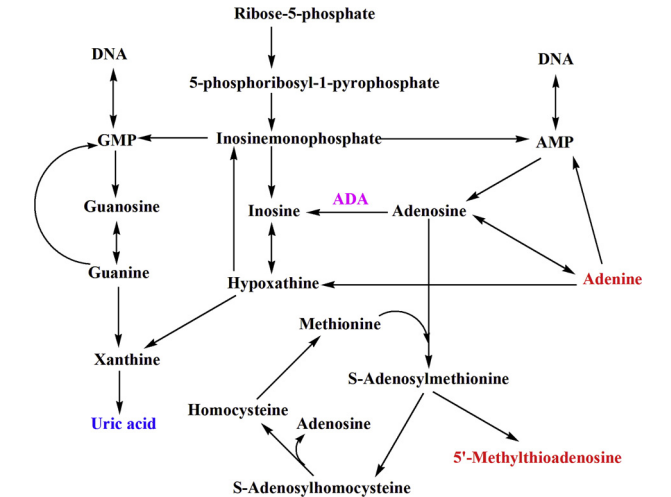 Ribose-5-phosphate
DNA
DNA
5-phosphoribosyl-1-pyrophosphate
GMP
Inosinemonophosphate
AMP
Guanosine
Inosine
ADA
Adenosine
Guanine
Hypoxathine
Adenine
Methionine
Xanthine
S-Adenosylmethionine
Homocysteine
Adenosine
Uric acid
5'-Methylthioadenosine
S-Adenosylhomocysteine